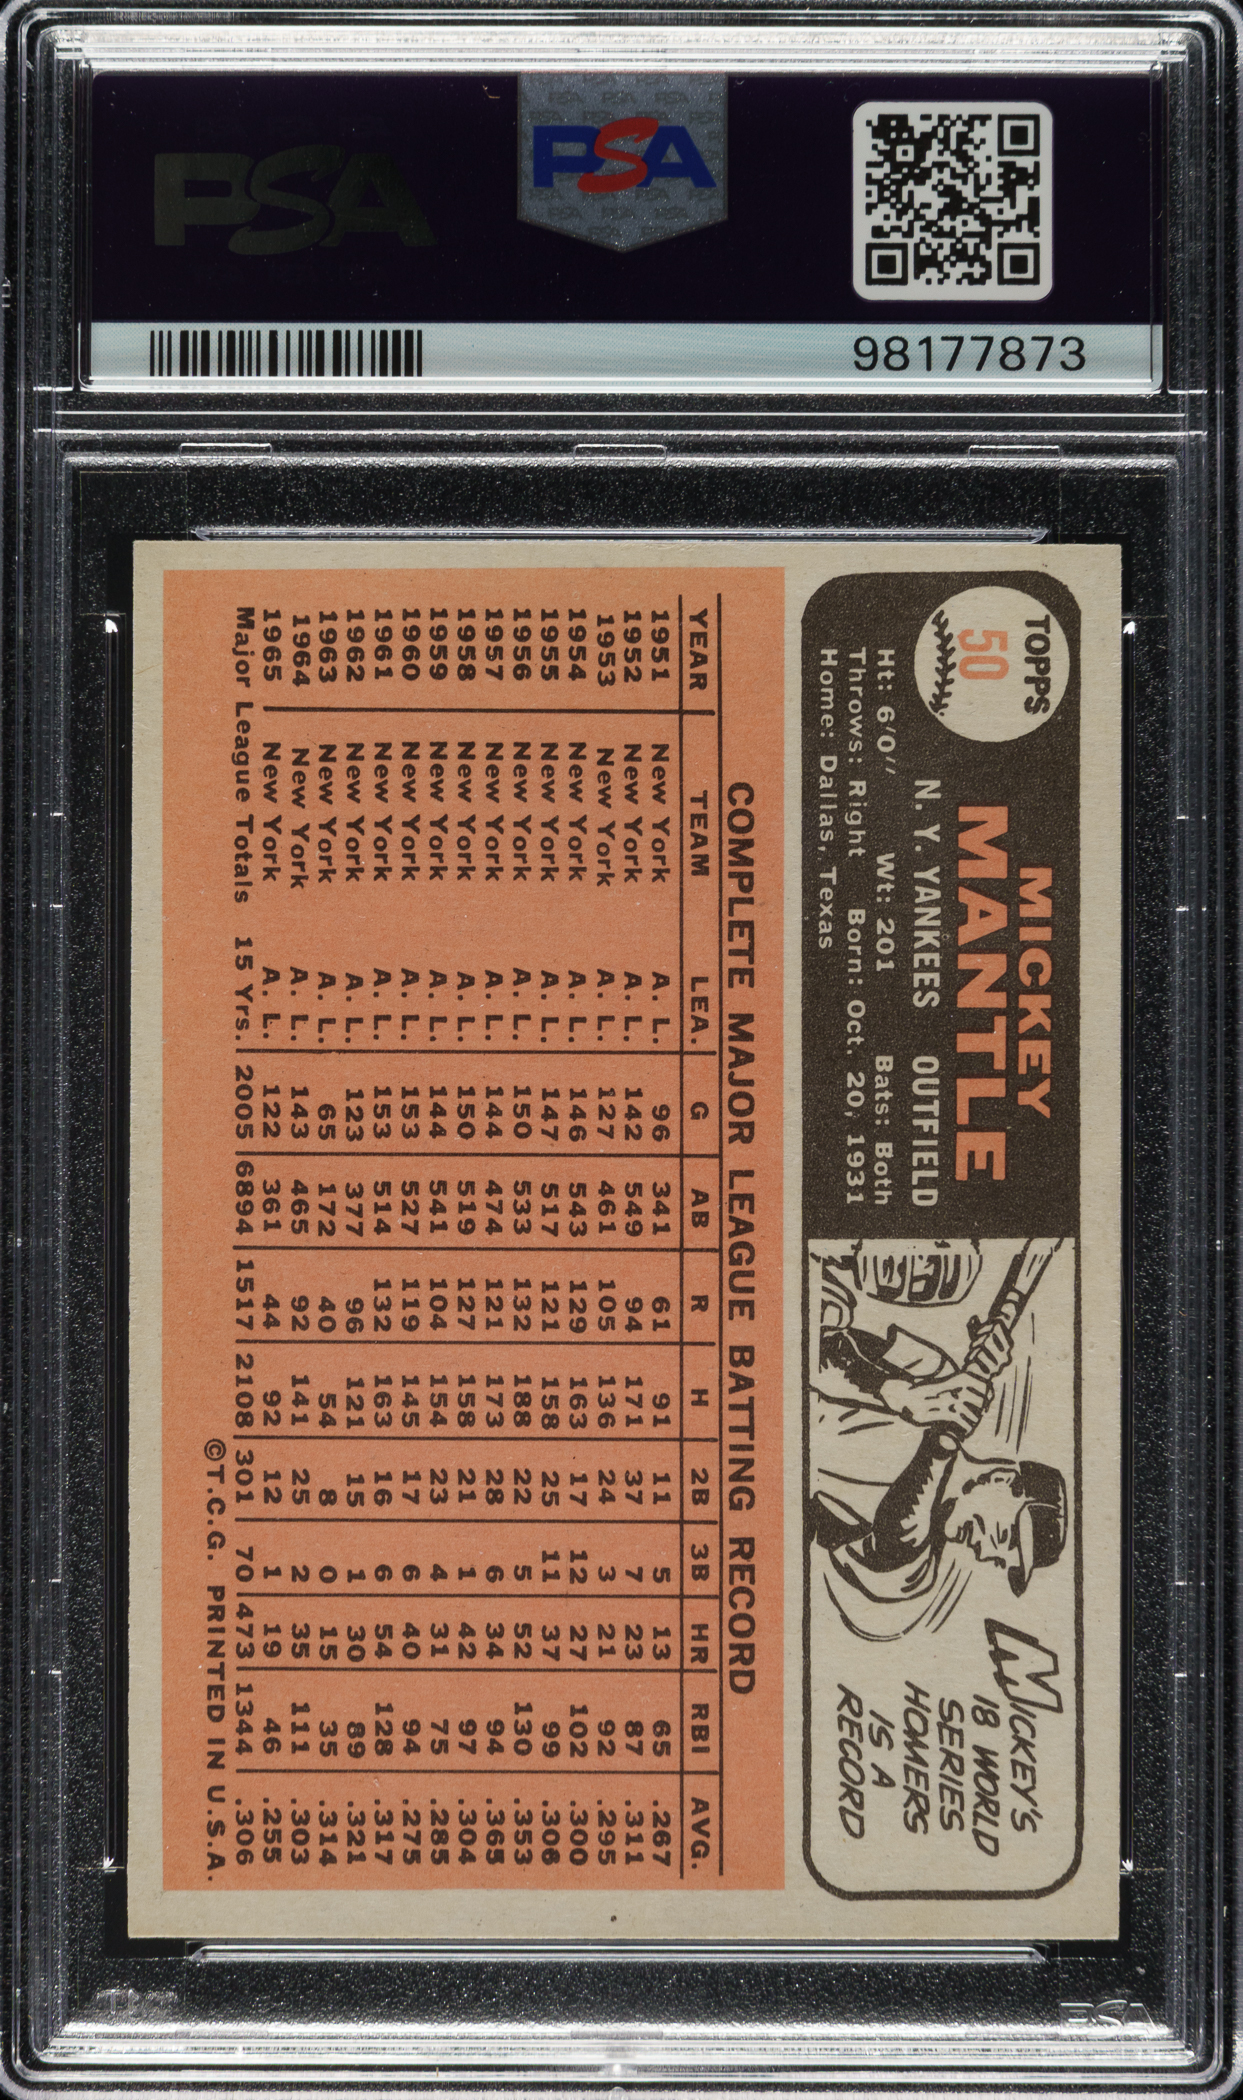 PSA
PSA
98177873
TOPPS
50
MICKEY
MANTLE
N. Y. YANKEES OUTFIELD
Ht: 6'0'' Wt: 201 Bats: Both
Throws: Right Born: Oct. 20, 1931
Home: Dallas, Texas
MICKEY'S
18 WORLD
SERIES
HOMERS
IS A
RECORD
COMPLETE MAJOR LEAGUE BATTING RECORD
YEAR TEAM LEA. G AB R H 2B 3B HR RBI AVG.
1951 New York A. L. 96 341 61 91 11 5 13 65 .267
1952 New York A. L. 142 549 94 171 37 7 23 87 .311
1953 New York A. L. 127 461 105 136 24 3 21 92 .295
1954 New York A. L. 146 543 129 163 17 12 27 102 .300
1955 New York A. L. 147 517 121 158 25 11 37 99 .306
1956 New York A. L. 150 533 132 188 22 5 52 130 .353
1957 New York A. L. 144 474 121 173 28 6 34 94 .365
1958 New York A. L. 150 519 127 158 21 1 42 97 .304
1959 New York A. L. 144 541 104 154 23 4 31 75 .285
1960 New York A. L. 153 527 119 145 17 6 40 94 .275
1961 New York A. L. 153 514 132 163 16 6 54 128 .317
1962 New York A. L. 123 377 96 121 15 1 30 89 .321
1963 New York A. L. 65 172 40 54 8 0 15 35 .314
1964 New York A. L. 143 465 92 141 25 2 35 111 .303
1965 New York A. L. 122 361 44 92 12 1 19 46 .255
Major League Totals 15 Yrs. 2005 6894 1517 2108 301 70 473 1344 .306
©T.C.G. PRINTED IN U.S.A.
PSA